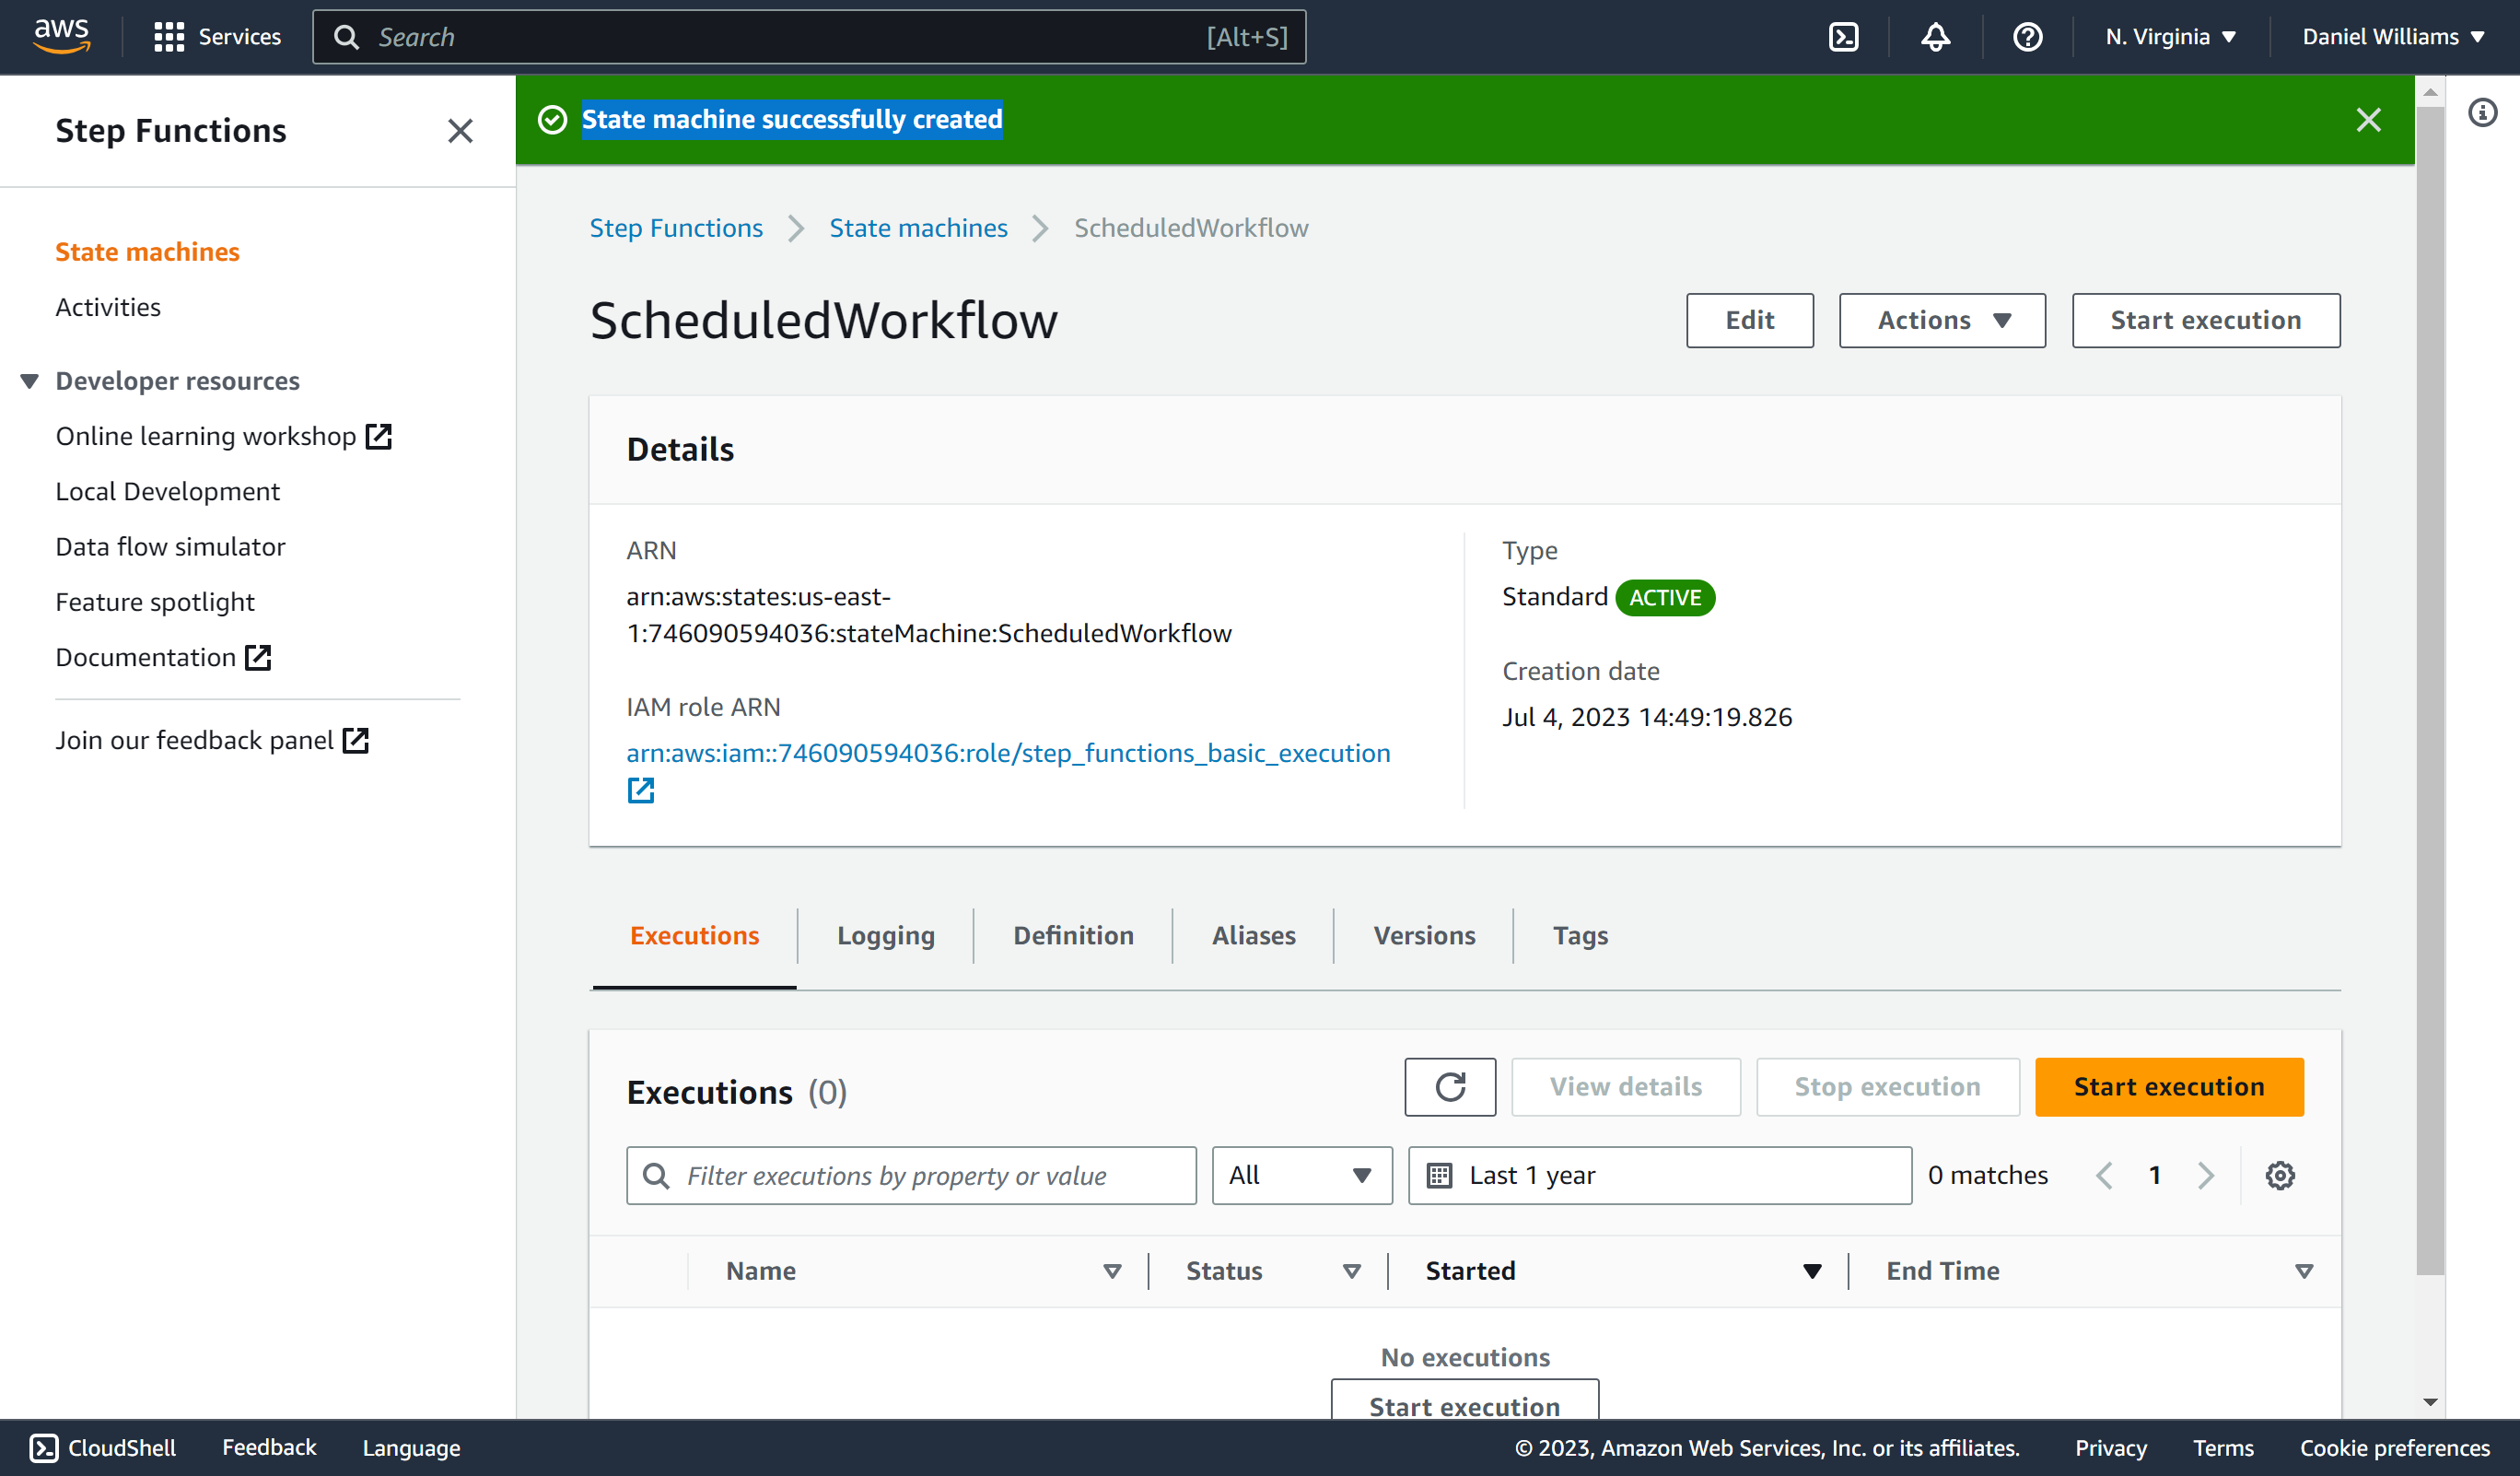 aws
Services
Search
[Alt+S]
N. Virginia
Daniel Williams
Step Functions
State machines
Activities
Developer resources
Online learning workshop
Local Development
Data flow simulator
Feature spotlight
Documentation
Join our feedback panel
State machine successfully created
Step Functions
State machines
ScheduledWorkflow
ScheduledWorkflow
Edit
Actions
Start execution
Details
ARN
arn:aws:states:us-east-
1:746090594036:stateMachine:ScheduledWorkflow
IAM role ARN
arn:aws:iam::746090594036:role/step_functions_basic_execution
Type
Standard ACTIVE
Creation date
Jul 4, 2023 14:49:19.826
Executions
Logging
Definition
Aliases
Versions
Tags
Executions (0)
View details
Stop execution
Start execution
Filter executions by property or value
All
Last 1 year
0 matches
1
Name
Status
Started
End Time
No executions
Start execution
CloudShell
Feedback
Language
© 2023, Amazon Web Services, Inc. or its affiliates.
Privacy
Terms
Cookie preferences